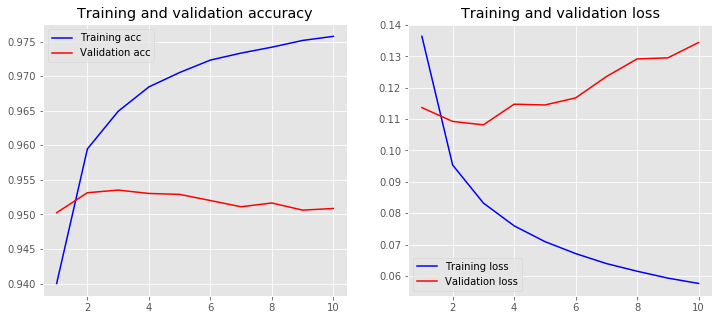 Training and validation accuracy
Training acc
Validation acc
0.975
0.970
0.965
0.960
0.955
0.950
0.945
0.940
2 4 6 8 10
Training and validation loss
0.14
0.13
0.12
0.11
0.10
0.09
0.08
0.07
0.06
Training loss
Validation loss
2 4 6 8 10